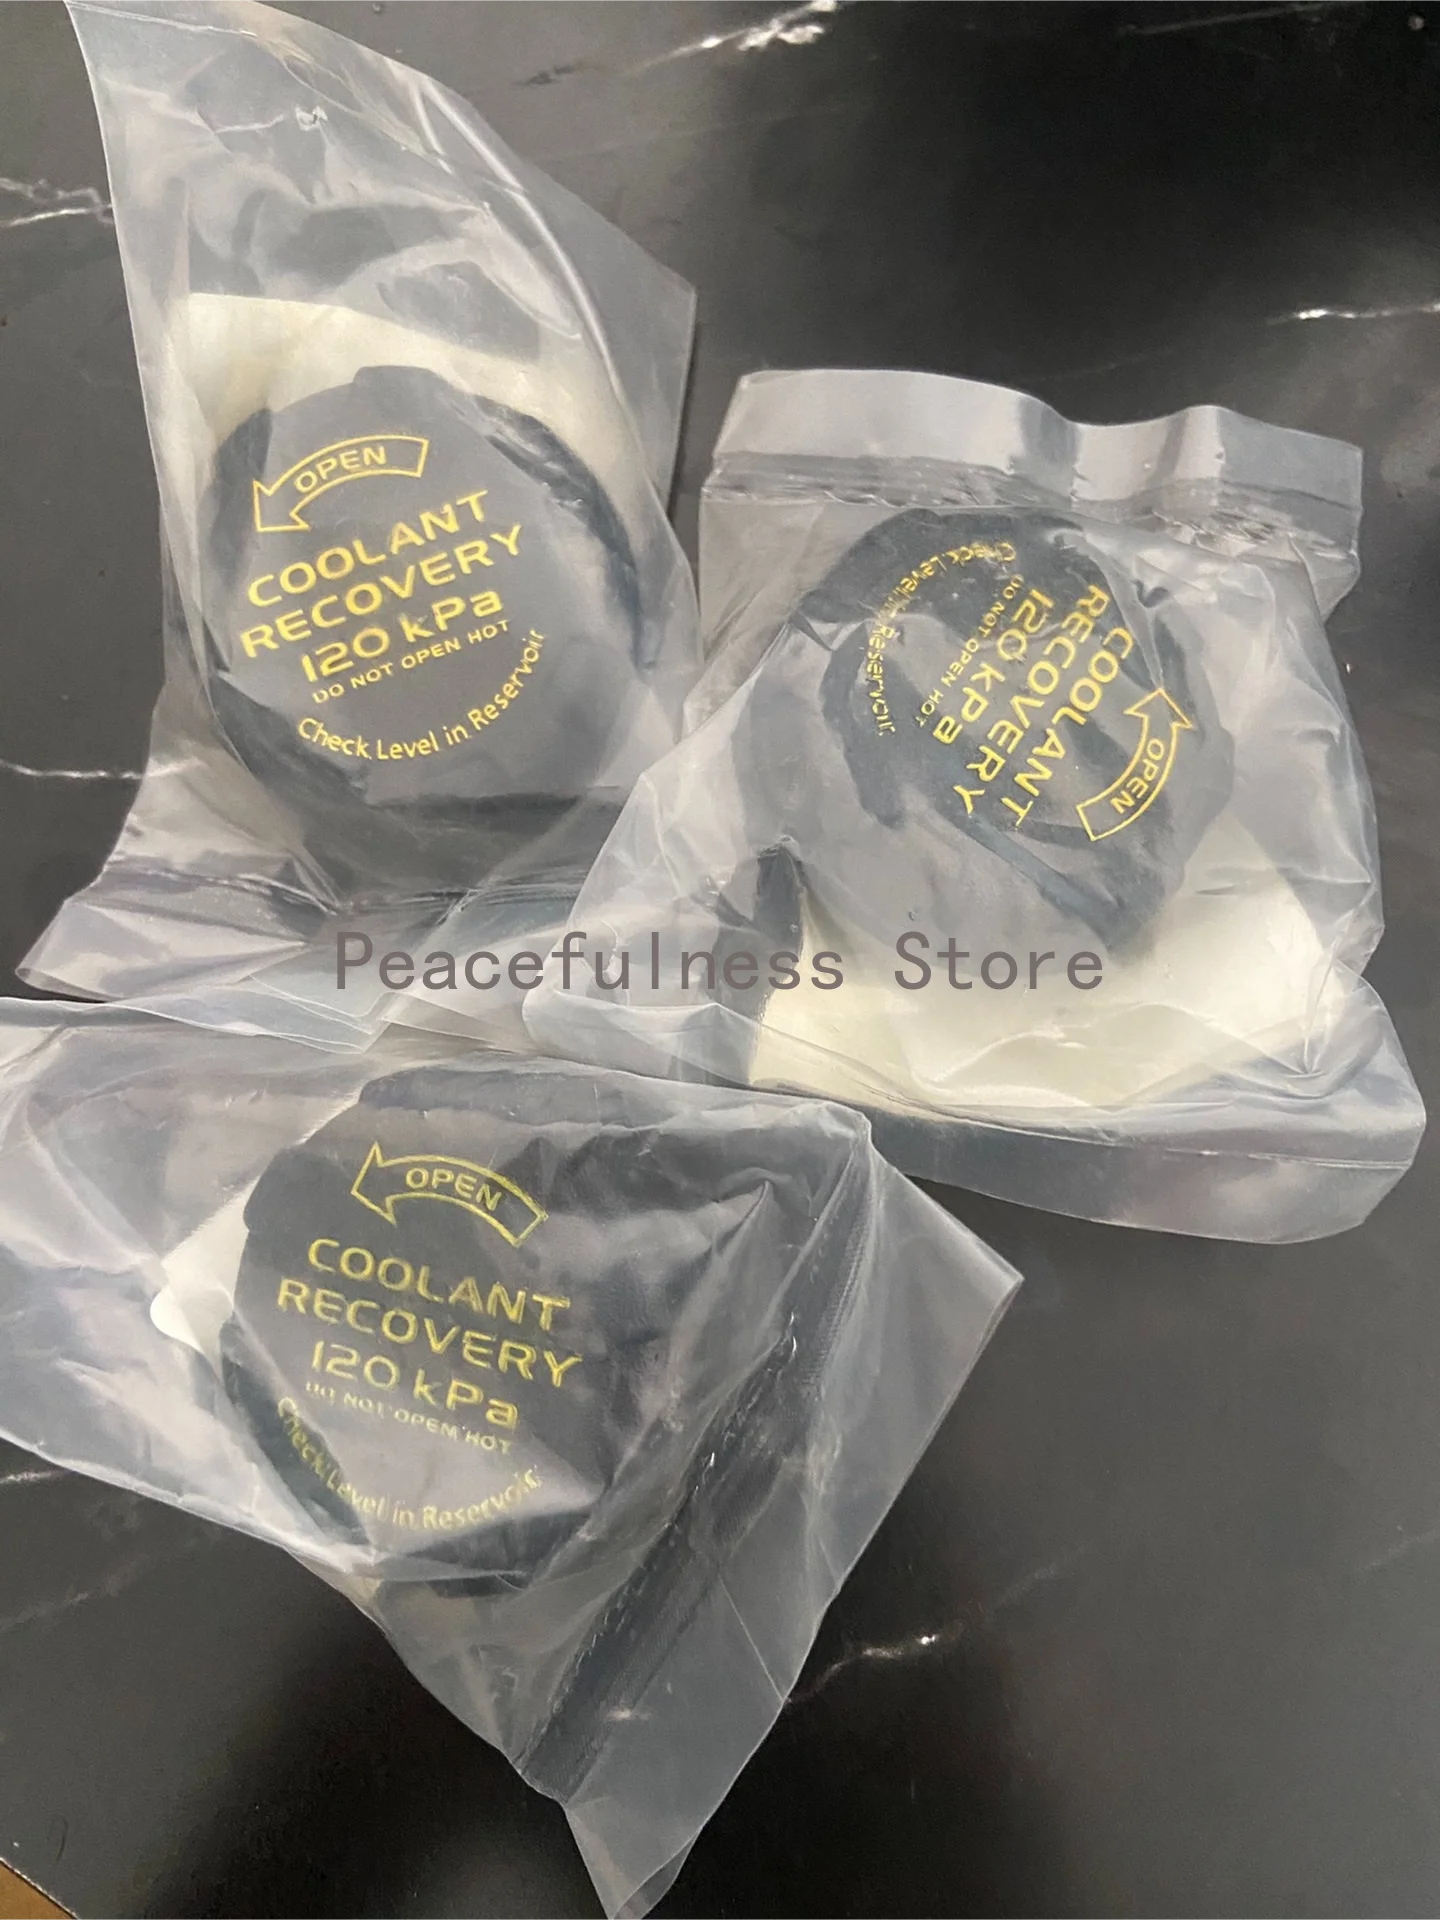 OPEN
COOLANT
RECOVERY
120 kPa
DO NOT OPEN HOT
Check Level in Reservoir
OPEN
COOLANT
RECOVERY
120 kPa
DO NOT OPEN HOT
Check Level in Reservoir
Peacefulness Store
OPEN
COOLANT
RECOVERY
120 kPa
DO NOT OPEN HOT
Check Level in Reservoir